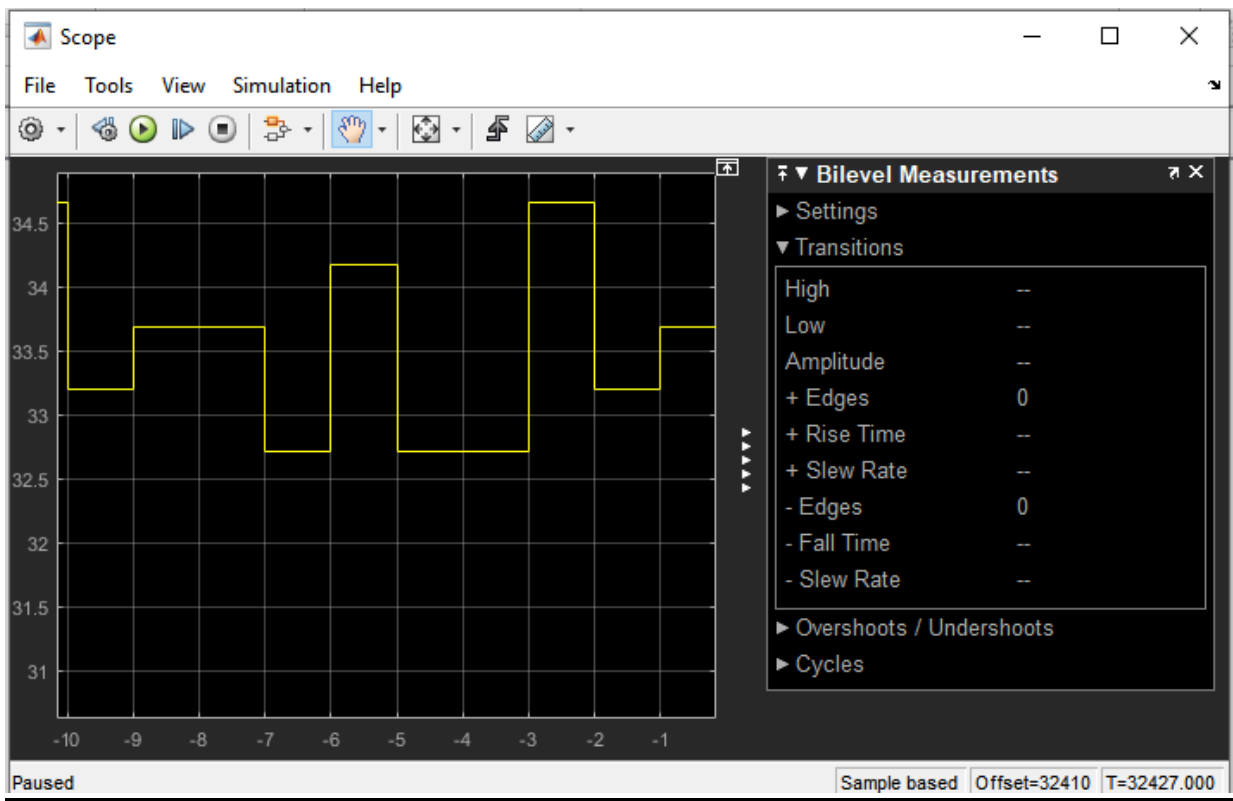 Scope
File Tools View Simulation Help
34.5
34
33.5
33
32.5
32
31.5
31
-10 -9 -8 -7 -6 -5 -4 -3 -2 -1
Bilevel Measurements
Settings
Transitions
High --
Low --
Amplitude --
+ Edges 0
+ Rise Time --
+ Slew Rate --
- Edges 0
- Fall Time --
- Slew Rate --
Overshoots / Undershoots
Cycles
Paused Sample based Offset=32410 T=32427.000